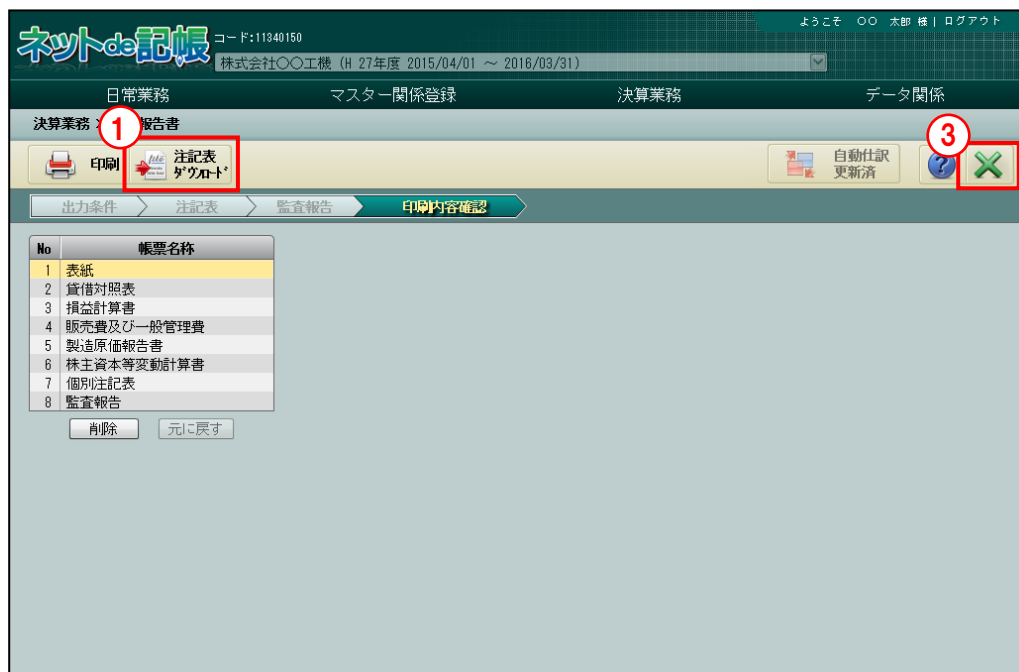 ようこそ 〇〇 太郎 様 | ログアウト
ネットde記帳
コード:11340150
株式会社〇〇工機 (H 27年度 2015/04/01 ～ 2016/03/31)
日常業務 マスター関係登録 決算業務 データ関係
決算業務 報告書
1
3
印刷 注記表 ﾀﾞｳﾝﾛｰﾄﾞ 自動仕訳 更新済 ?
出力条件 注記表 監査報告 印刷内容確認
No 帳票名称
1 表紙
2 貸借対照表
3 損益計算書
4 販売費及び一般管理費
5 製造原価報告書
6 株主資本等変動計算書
7 個別注記表
8 監査報告
削除 元に戻す